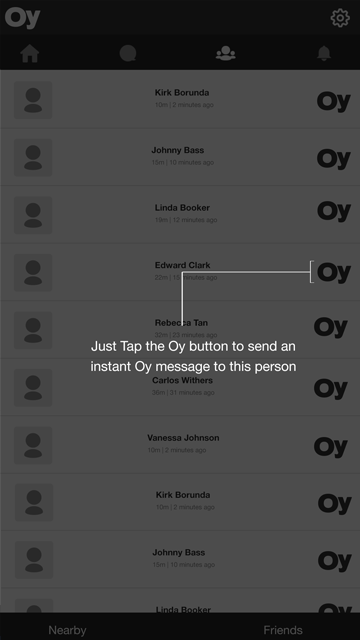 Oy
Kirk Borunda
10m | 2 minutes ago
Oy
Johnny Bass
15m | 10 minutes ago
Oy
Linda Booker
18m | 12 minutes ago
Oy
Edward Clark
22m | 15 minutes ago
Oy
Rebecca Tan
32m | 23 minutes ago
Oy
Just Tap the Oy button to send an
instant Oy message to this person
Carlos Withers
38m | 31 minutes ago
Oy
Vanessa Johnson
10m | 2 minutes ago
Oy
Kirk Borunda
10m | 2 minutes ago
Oy
Johnny Bass
15m | 10 minutes ago
Oy
Linda Booker
Oy
Nearby
Friends